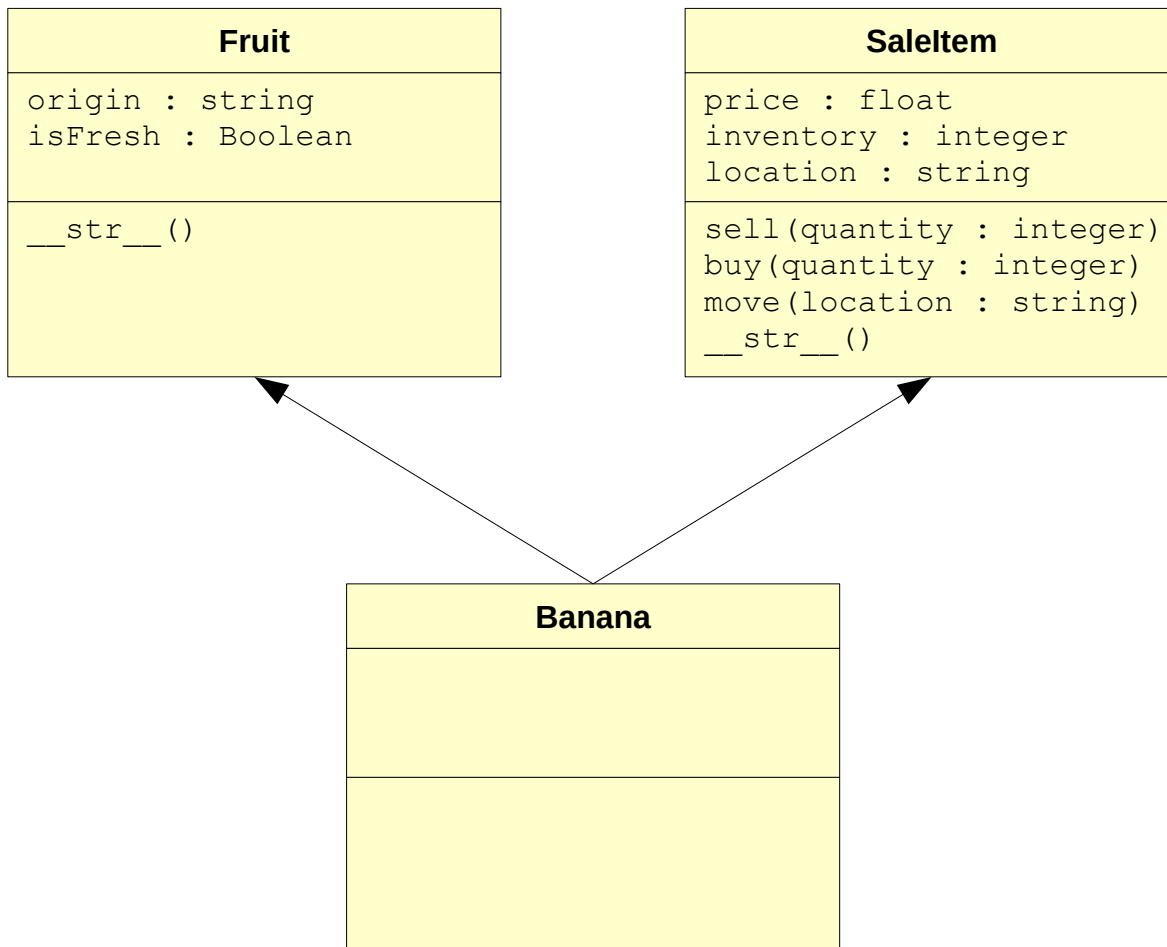 Fruit
origin : string
isFresh : Boolean
__str__()
SaleItem
price : float
inventory : integer
location : string
sell(quantity : integer)
buy(quantity : integer)
move(location : string)
__str__()
Banana